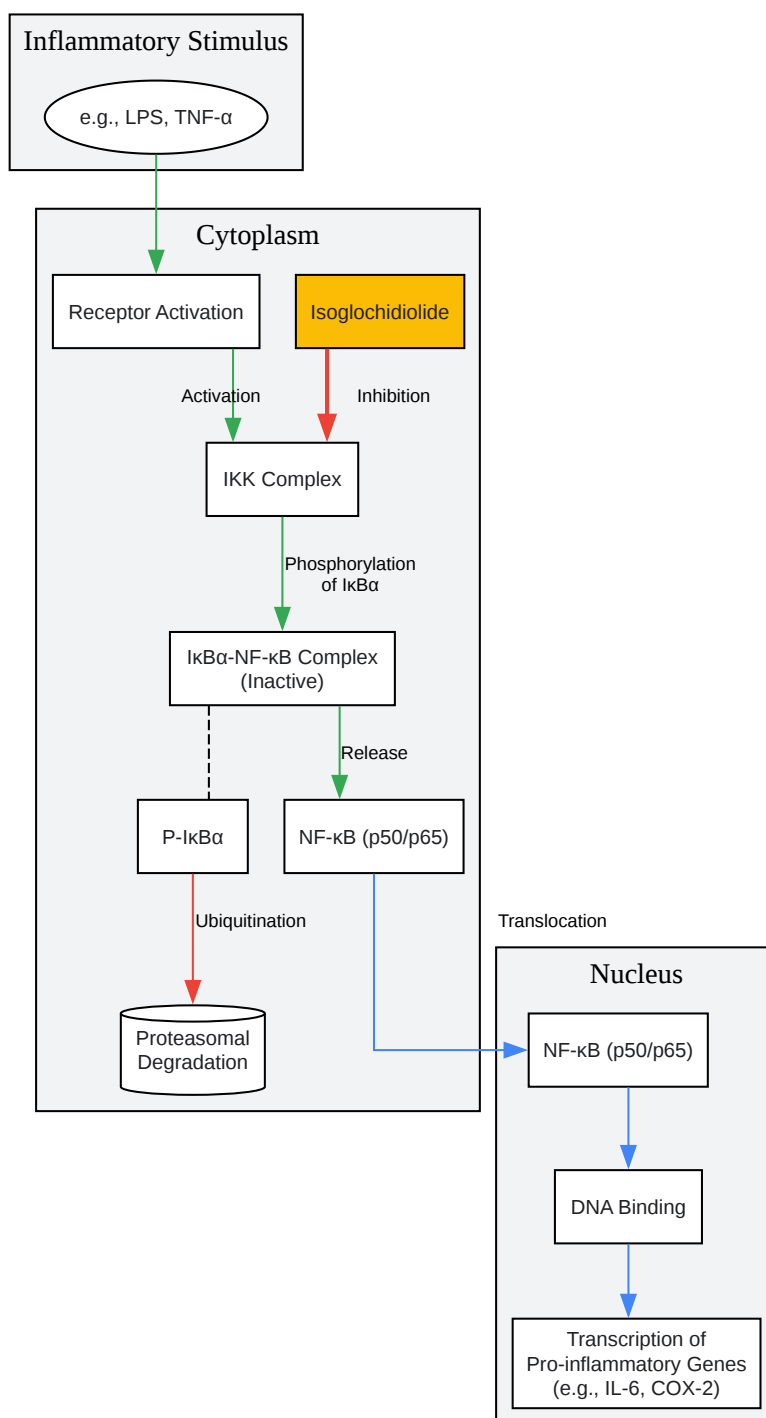 Inflammatory Stimulus
e.g., LPS, TNF-α
Cytoplasm
Receptor Activation
Isoglochidiolide
Activation
Inhibition
IKK Complex
Phosphorylation
of IκBα
IκBα-NF-κB Complex
(Inactive)
Release
P-IκBα
NF-κB (p50/p65)
Ubiquitination
Translocation
Proteasomal
Degradation
Nucleus
NF-κB (p50/p65)
DNA Binding
Transcription of
Pro-inflammatory Genes
(e.g., IL-6, COX-2)